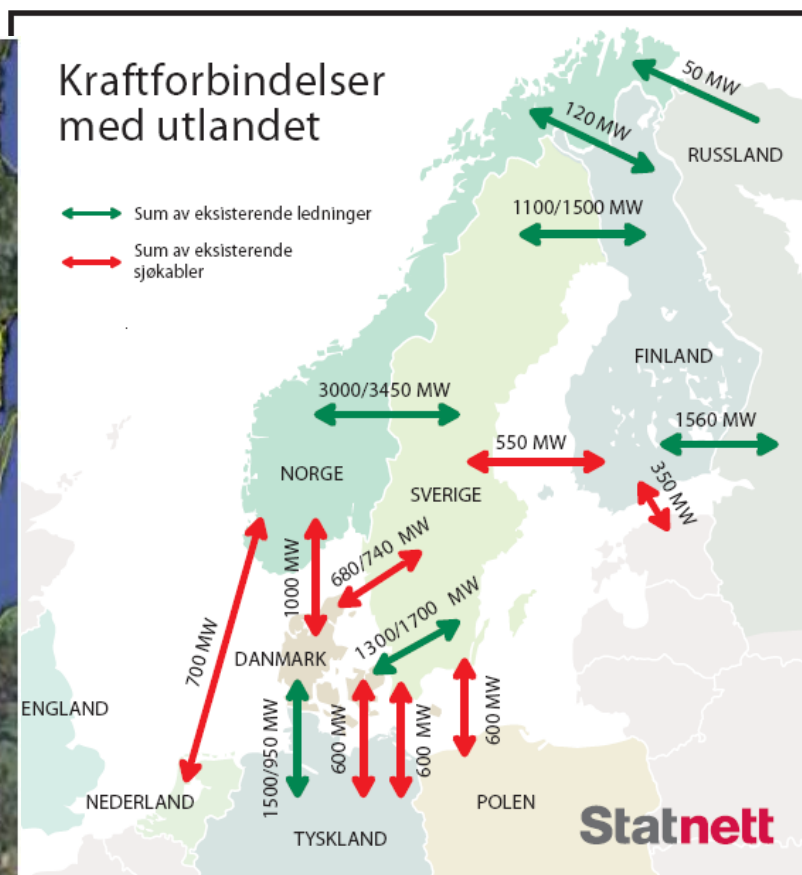 Kraftforbindelser
med utlandet
Sum av eksisterende ledninger
Sum av eksisterende
sjøkabler
50 MW
120 MW
RUSSLAND
1100/1500 MW
FINLAND
3000/3450 MW
1560 MW
550 MW
NORGE
350 MW
SVERIGE
680/740 MW
1000 MW
1300/1700 MW
700 MW
DANMARK
ENGLAND
1500/950 MW
600 MW
600 MW
600 MW
NEDERLAND
POLEN
TYSKLAND
Statnett